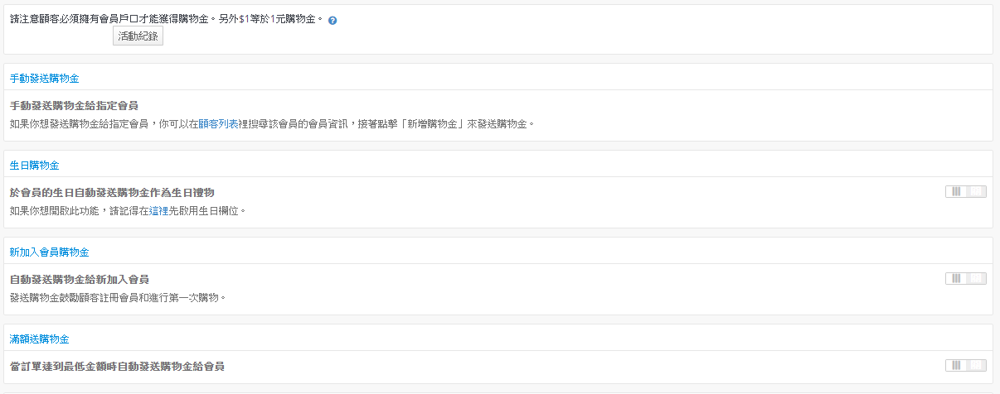 請注意顧客必須擁有會員戶口才能獲得購物金。另外$1等於1元購物金。
活動紀錄
手動發送購物金
手動發送購物金給指定會員
如果你想發送購物金給指定會員，你可以在顧客列表裡搜尋該會員的會員資訊，接著點擊「新增購物金」來發送購物金。
生日購物金
於會員的生日自動發送購物金作為生日禮物
如果你想開啟此功能，請記得在這裡先啟用生日欄位。
新加入會員購物金
自動發送購物金給新加入會員
發送購物金鼓勵顧客註冊會員和進行第一次購物。
滿額送購物金
當訂單達到最低金額時自動發送購物金給會員